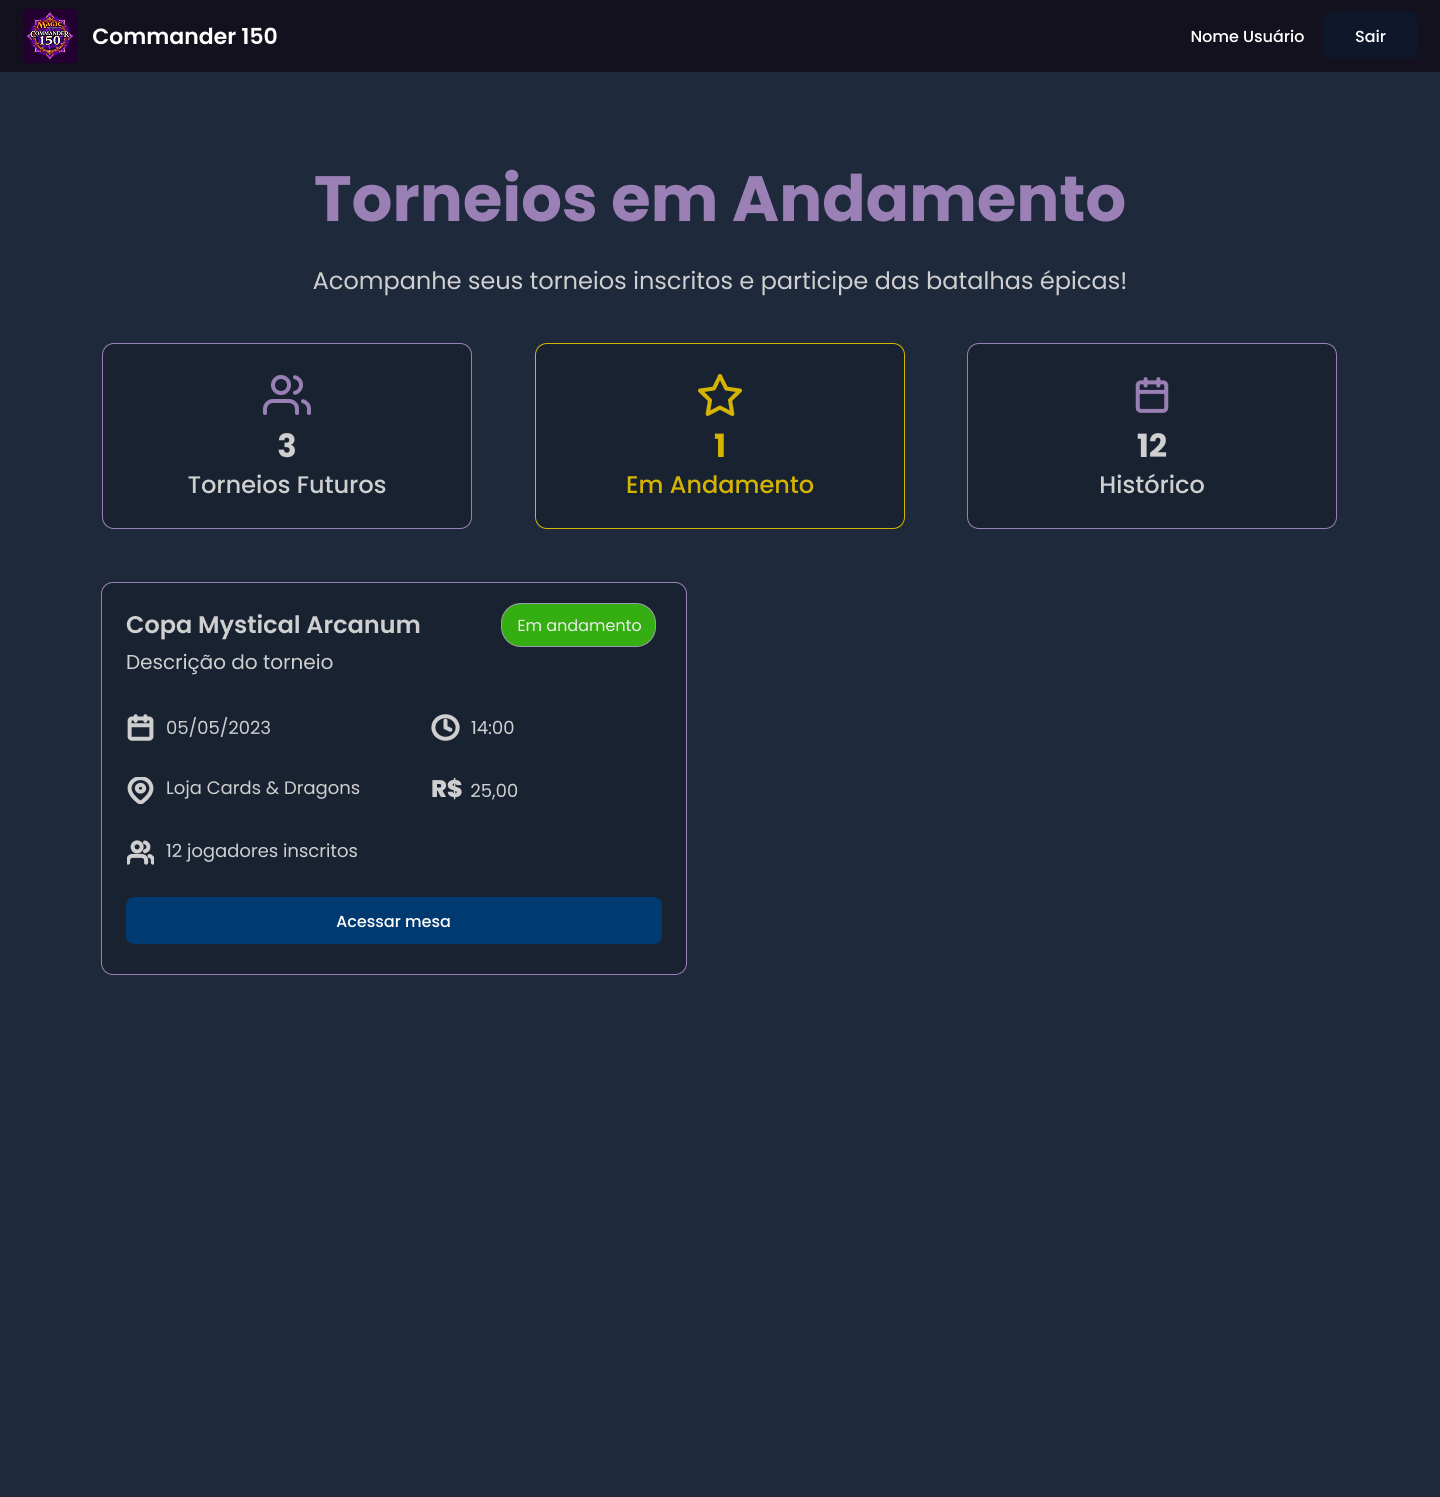 MAGIC
COMMANDER
150
Commander 150
Nome Usuário
Sair
Torneios em Andamento
Acompanhe seus torneios inscritos e participe das batalhas épicas!
3
Torneios Futuros
1
Em Andamento
12
Histórico
Copa Mystical Arcanum
Em andamento
Descrição do torneio
05/05/2023
14:00
Loja Cards & Dragons
R$ 25,00
12 jogadores inscritos
Acessar mesa